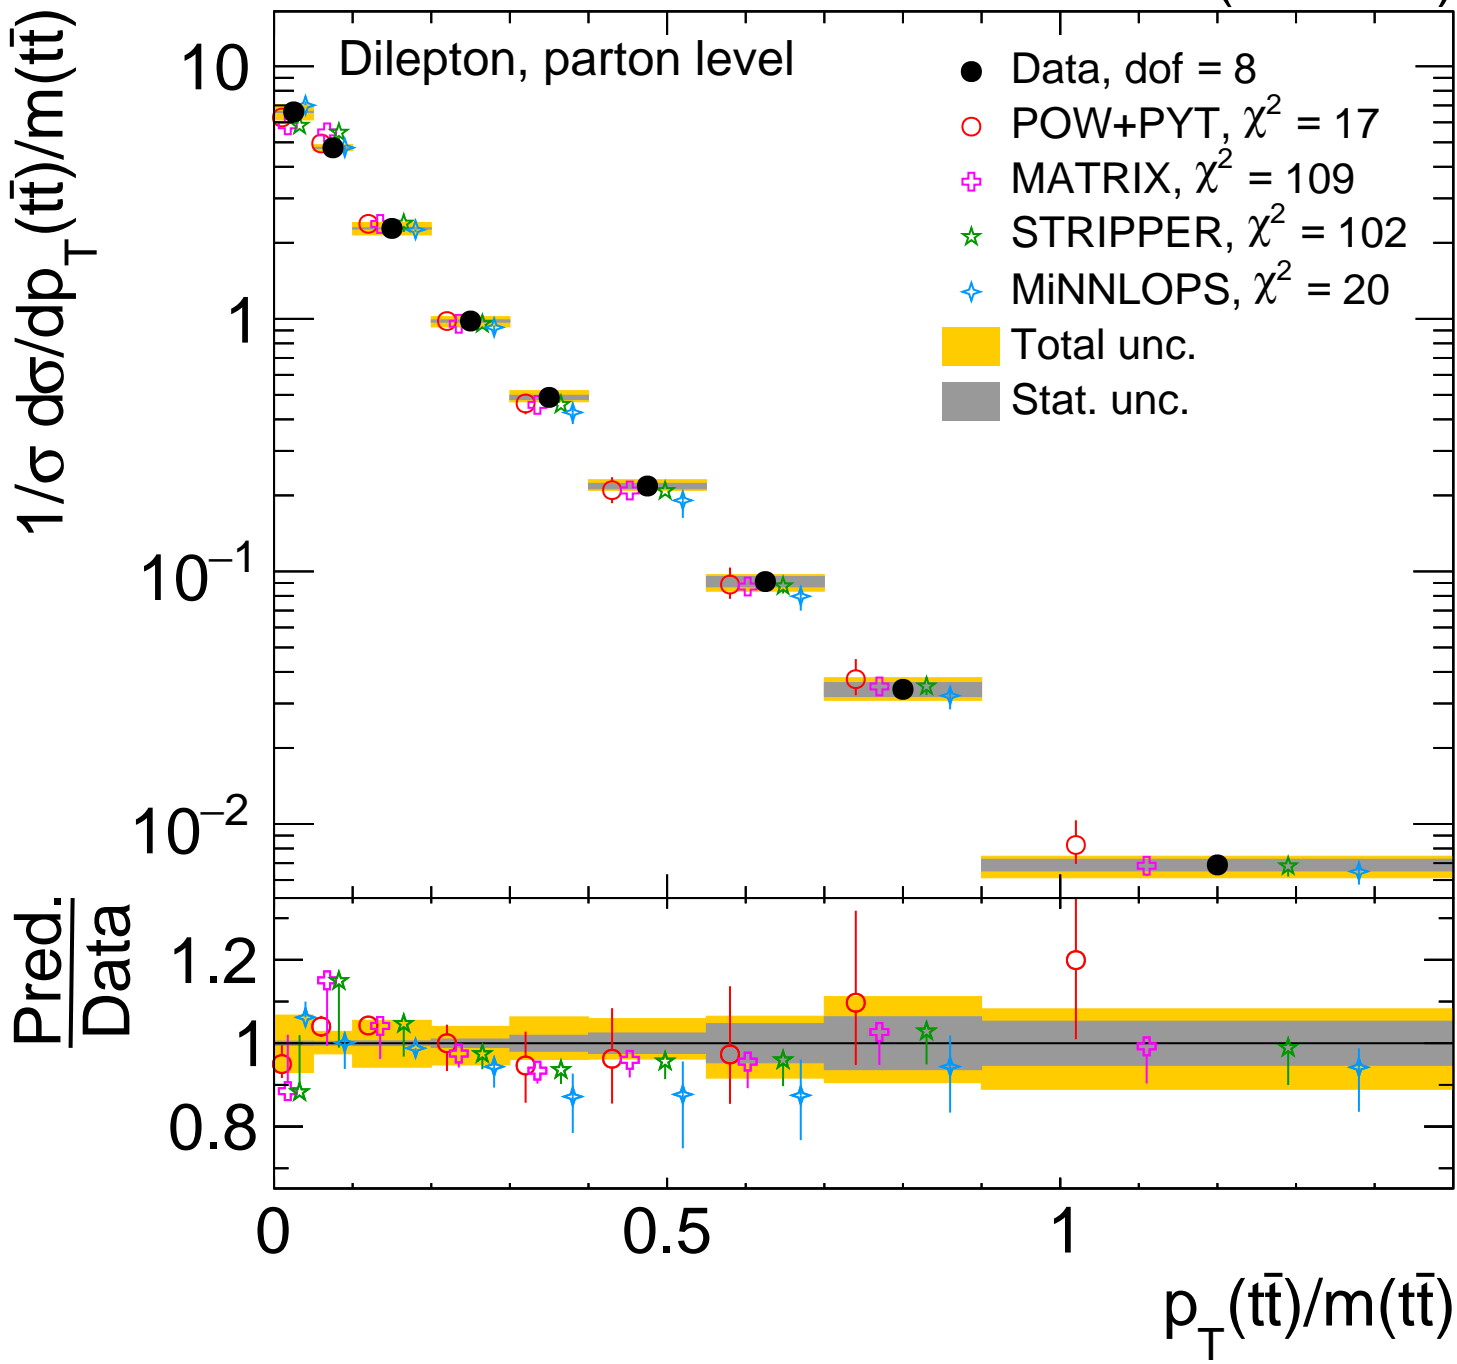 Dilepton, parton level
Data, dof = 8
POW+PYT, χ² = 17
MATRIX, χ² = 109
STRIPPER, χ² = 102
MiNNLOPS, χ² = 20
Total unc.
Stat. unc.
1/σ dσ/dp_T(tt̄)/m(tt̄)
10
1
10⁻¹
10⁻²
Pred.
Data
1.2
1
0.8
0
0.5
1
p_T(tt̄)/m(tt̄)